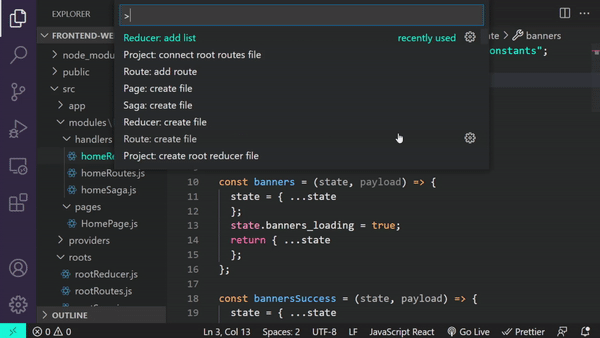 EXPLORER
>
FRONTEND-WE
node_modu
public
src
app
modules\
handlers
homeRe
homeRoutes.js
homeSaga.js
pages
HomePage.js
providers
roots
rootReducer.js
rootRoutes.js
OUTLINE
Reducer: add list
recently used
Project: connect root routes file
Route: add route
Page: create file
Saga: create file
Reducer: create file
Route: create file
Project: create root reducer file
ate > banners
onstants";
10 const banners = (state, payload) => {
11 state = { ...state
12 };
13 state.banners_loading = true;
14 return { ...state
15 };
16 };
17
18 const bannersSuccess = (state, payload) => {
19 state = { ...state
0 0 Ln 3, Col 13 Spaces: 2 UTF-8 LF JavaScript React Go Live Prettier